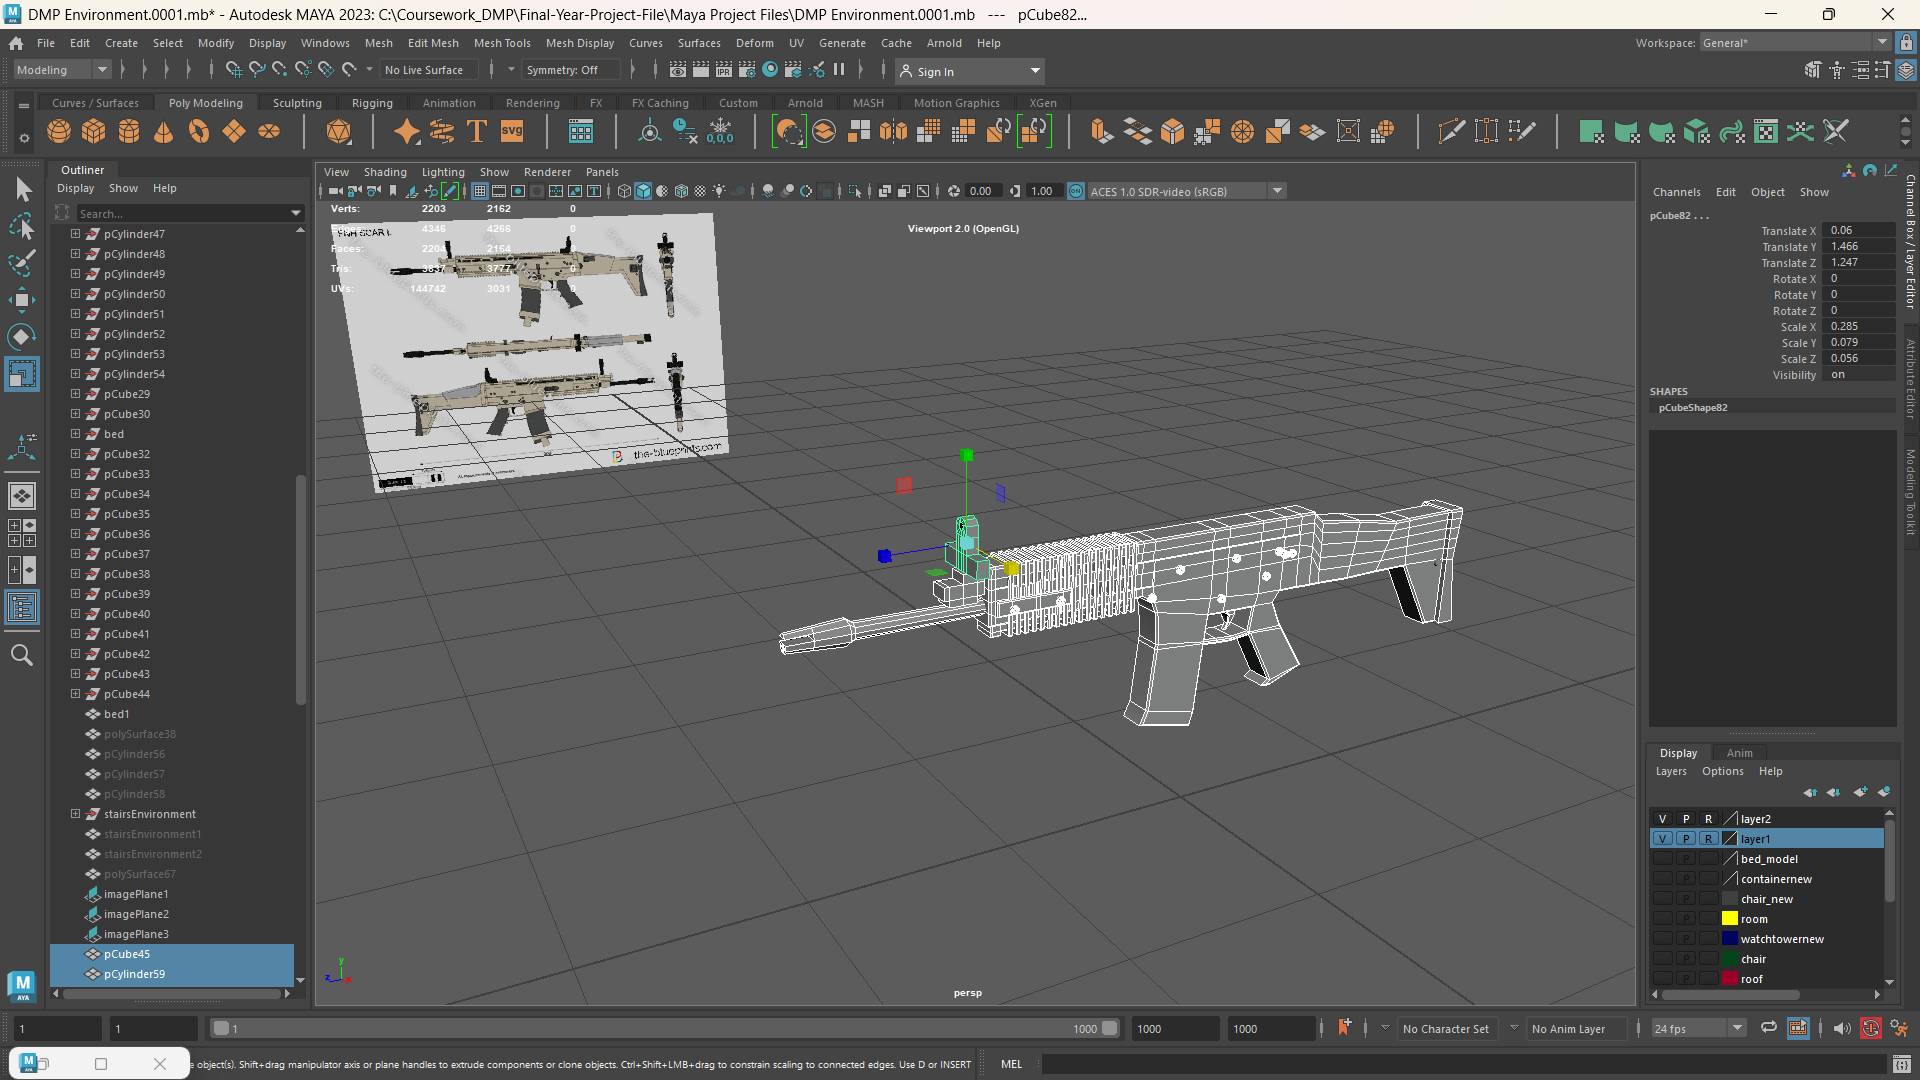 DMP Environment.0001.mb* - Autodesk MAYA 2023: C:\Coursework_DMP\Final-Year-Project-File\Maya Project Files\DMP Environment.0001.mb --- pCube82...
File Edit Create Select Modify Display Windows Mesh Edit Mesh Mesh Tools Mesh Display Curves Surfaces Deform UV Generate Cache Arnold Help
Workspace: General*
Modeling
No Live Surface
Symmetry: Off
IPR
Sign In
Curves / Surfaces Poly Modeling Sculpting Rigging Animation Rendering FX FX Caching Custom Arnold MASH Motion Graphics XGen
T
SVG
0,0,0
Outliner
Display Show Help
Search...
pCylinder47
pCylinder48
pCylinder49
pCylinder50
pCylinder51
pCylinder52
pCylinder53
pCylinder54
pCube29
pCube30
bed
pCube32
pCube33
pCube34
pCube35
pCube36
pCube37
pCube38
pCube39
pCube40
pCube41
pCube42
pCube43
pCube44
bed1
polySurface38
pCylinder56
pCylinder57
pCylinder58
stairsEnvironment
stairsEnvironment1
stairsEnvironment2
polySurface67
imagePlane1
imagePlane2
imagePlane3
pCube45
pCylinder59
View Shading Lighting Show Renderer Panels
0.00
1.00
ON
ACES 1.0 SDR-video (sRGB)
Verts: 2203 2162 0
Edges: 4346 4266 0
Faces: 2204 2164 0
Tris: 3837 3777 0
UVs: 144742 3031 0
Viewport 2.0 (OpenGL)
the-blueprints.com
y
z
x
persp
Channels Edit Object Show
pCube82 . . .
Translate X 0.06
Translate Y 1.466
Translate Z 1.247
Rotate X 0
Rotate Y 0
Rotate Z 0
Scale X 0.285
Scale Y 0.079
Scale Z 0.056
Visibility on
SHAPES
pCubeShape82
Channel Box / Layer Editor
Attribute Editor
Modeling Toolkit
Display Anim
Layers Options Help
V P R layer2
V P R layer1
P bed_model
P containernew
P chair_new
P room
P watchtowernew
P chair
P roof
1
1
1
1000
1000
1000
No Character Set
No Anim Layer
24 fps
e object(s). Shift+drag manipulator axis or plane handles to extrude components or clone objects. Ctrl+Shift+LMB+drag to constrain scaling to connected edges. Use D or INSERT
MEL